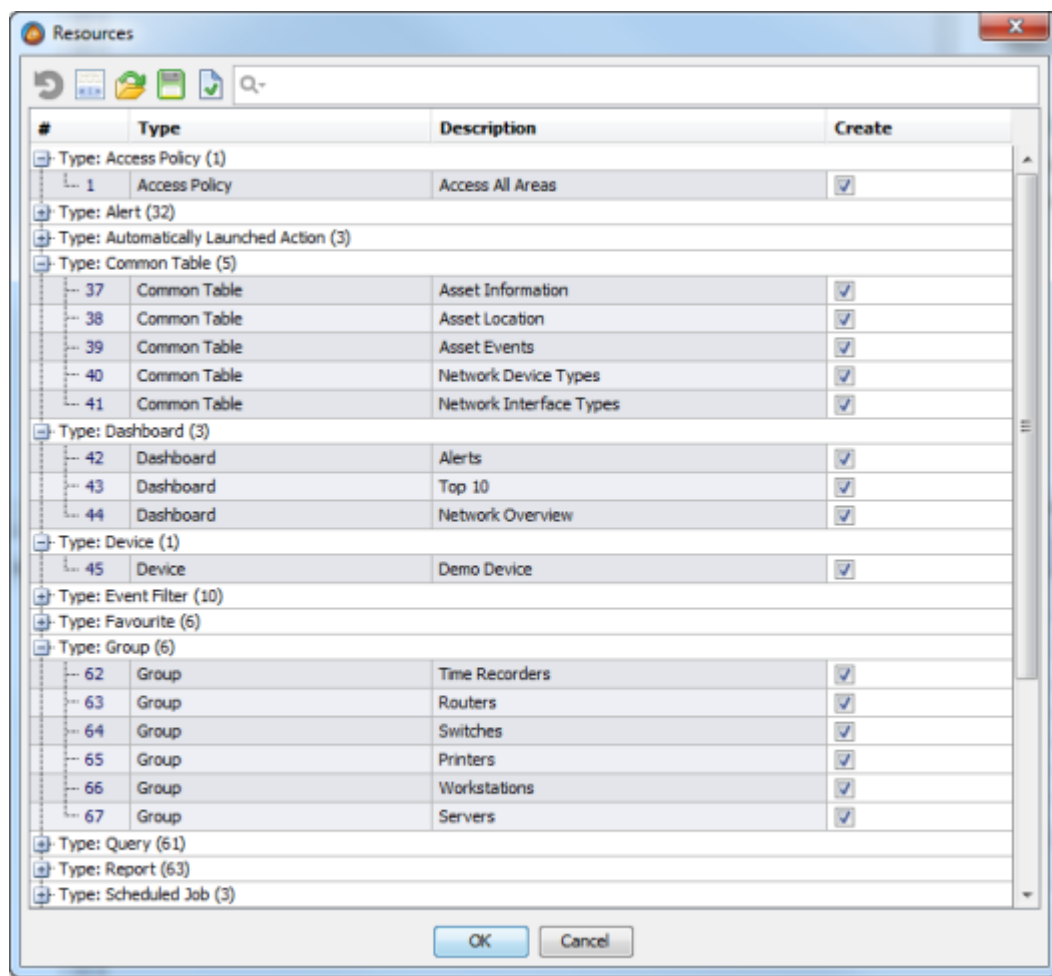 Resources
# Type Description Create
Type: Access Policy (1)
1 Access Policy Access All Areas
Type: Alert (32)
Type: Automatically Launched Action (3)
Type: Common Table (5)
37 Common Table Asset Information
38 Common Table Asset Location
39 Common Table Asset Events
40 Common Table Network Device Types
41 Common Table Network Interface Types
Type: Dashboard (3)
42 Dashboard Alerts
43 Dashboard Top 10
44 Dashboard Network Overview
Type: Device (1)
45 Device Demo Device
Type: Event Filter (10)
Type: Favourite (6)
Type: Group (6)
62 Group Time Recorders
63 Group Routers
64 Group Switches
65 Group Printers
66 Group Workstations
67 Group Servers
Type: Query (61)
Type: Report (63)
Type: Scheduled Job (3)
OK Cancel